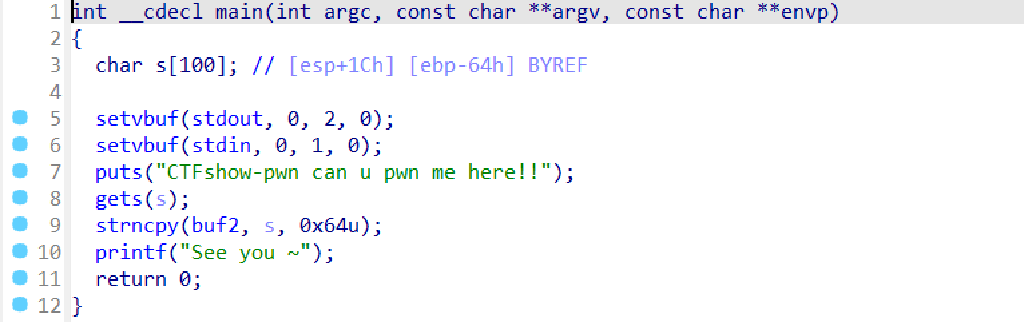 1 int __cdecl main(int argc, const char **argv, const char **envp)
2 {
3   char s[100]; // [esp+1Ch] [ebp-64h] BYREF
4
5   setvbuf(stdout, 0, 2, 0);
6   setvbuf(stdin, 0, 1, 0);
7   puts("CTFshow-pwn can u pwn me here!!");
8   gets(s);
9   strncpy(buf2, s, 0x64u);
10   printf("See you ~");
11   return 0;
12 }